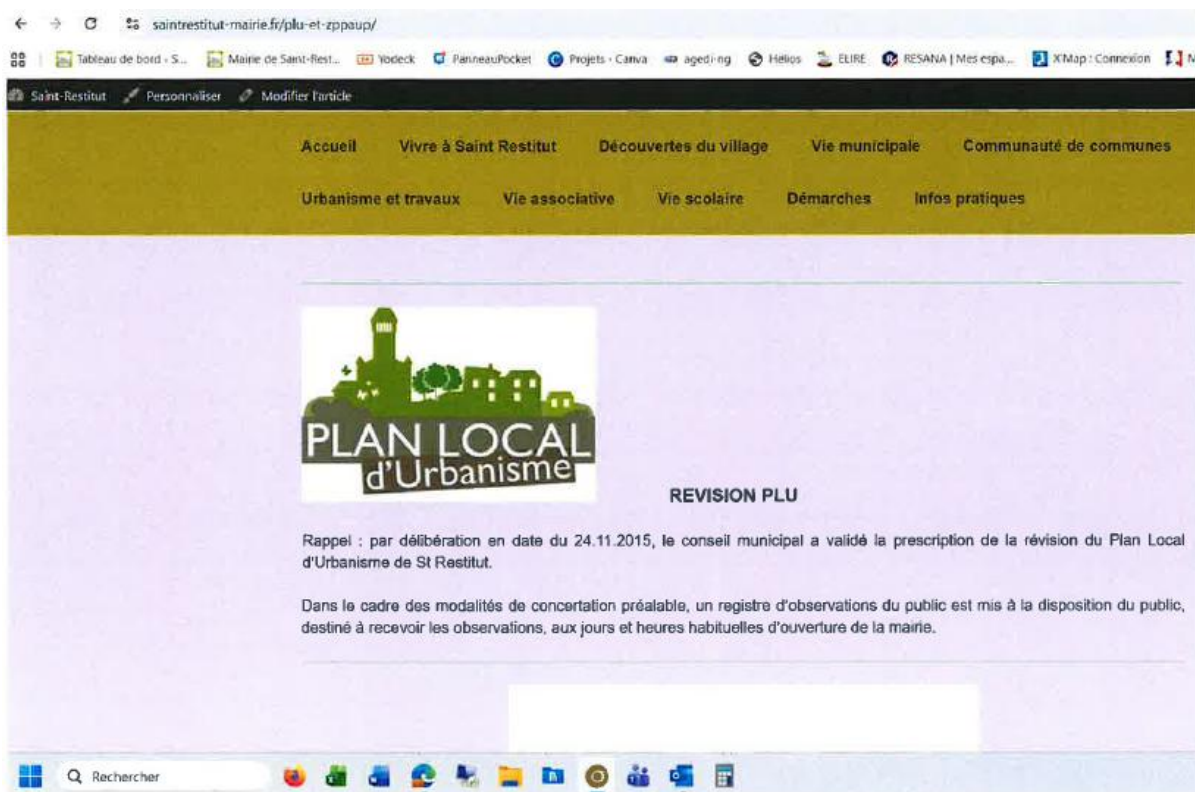 saintrestitut-mairie.fr/plu-et-zppaup/
Tableau de bord - S... Mairie de Saint-Rest... Yodeck PanneauPocket Projets - Canva agedi-ng Helios ELIRE RESANA | Mes espa... X'Map : Connexion
Saint-Restitut Personnaliser Modifier l'article
Accueil Vivre à Saint Restitut Découvertes du village Vie municipale Communauté de communes
Urbanisme et travaux Vie associative Vie scolaire Démarches Infos pratiques
PLAN LOCAL
d'Urbanisme
REVISION PLU
Rappel : par délibération en date du 24.11.2015, le conseil municipal a validé la prescription de la révision du Plan Local
d'Urbanisme de St Restitut.
Dans le cadre des modalités de concertation préalable, un registre d'observations du public est mis à la disposition du public,
destiné à recevoir les observations, aux jours et heures habituelles d'ouverture de la mairie.
Rechercher